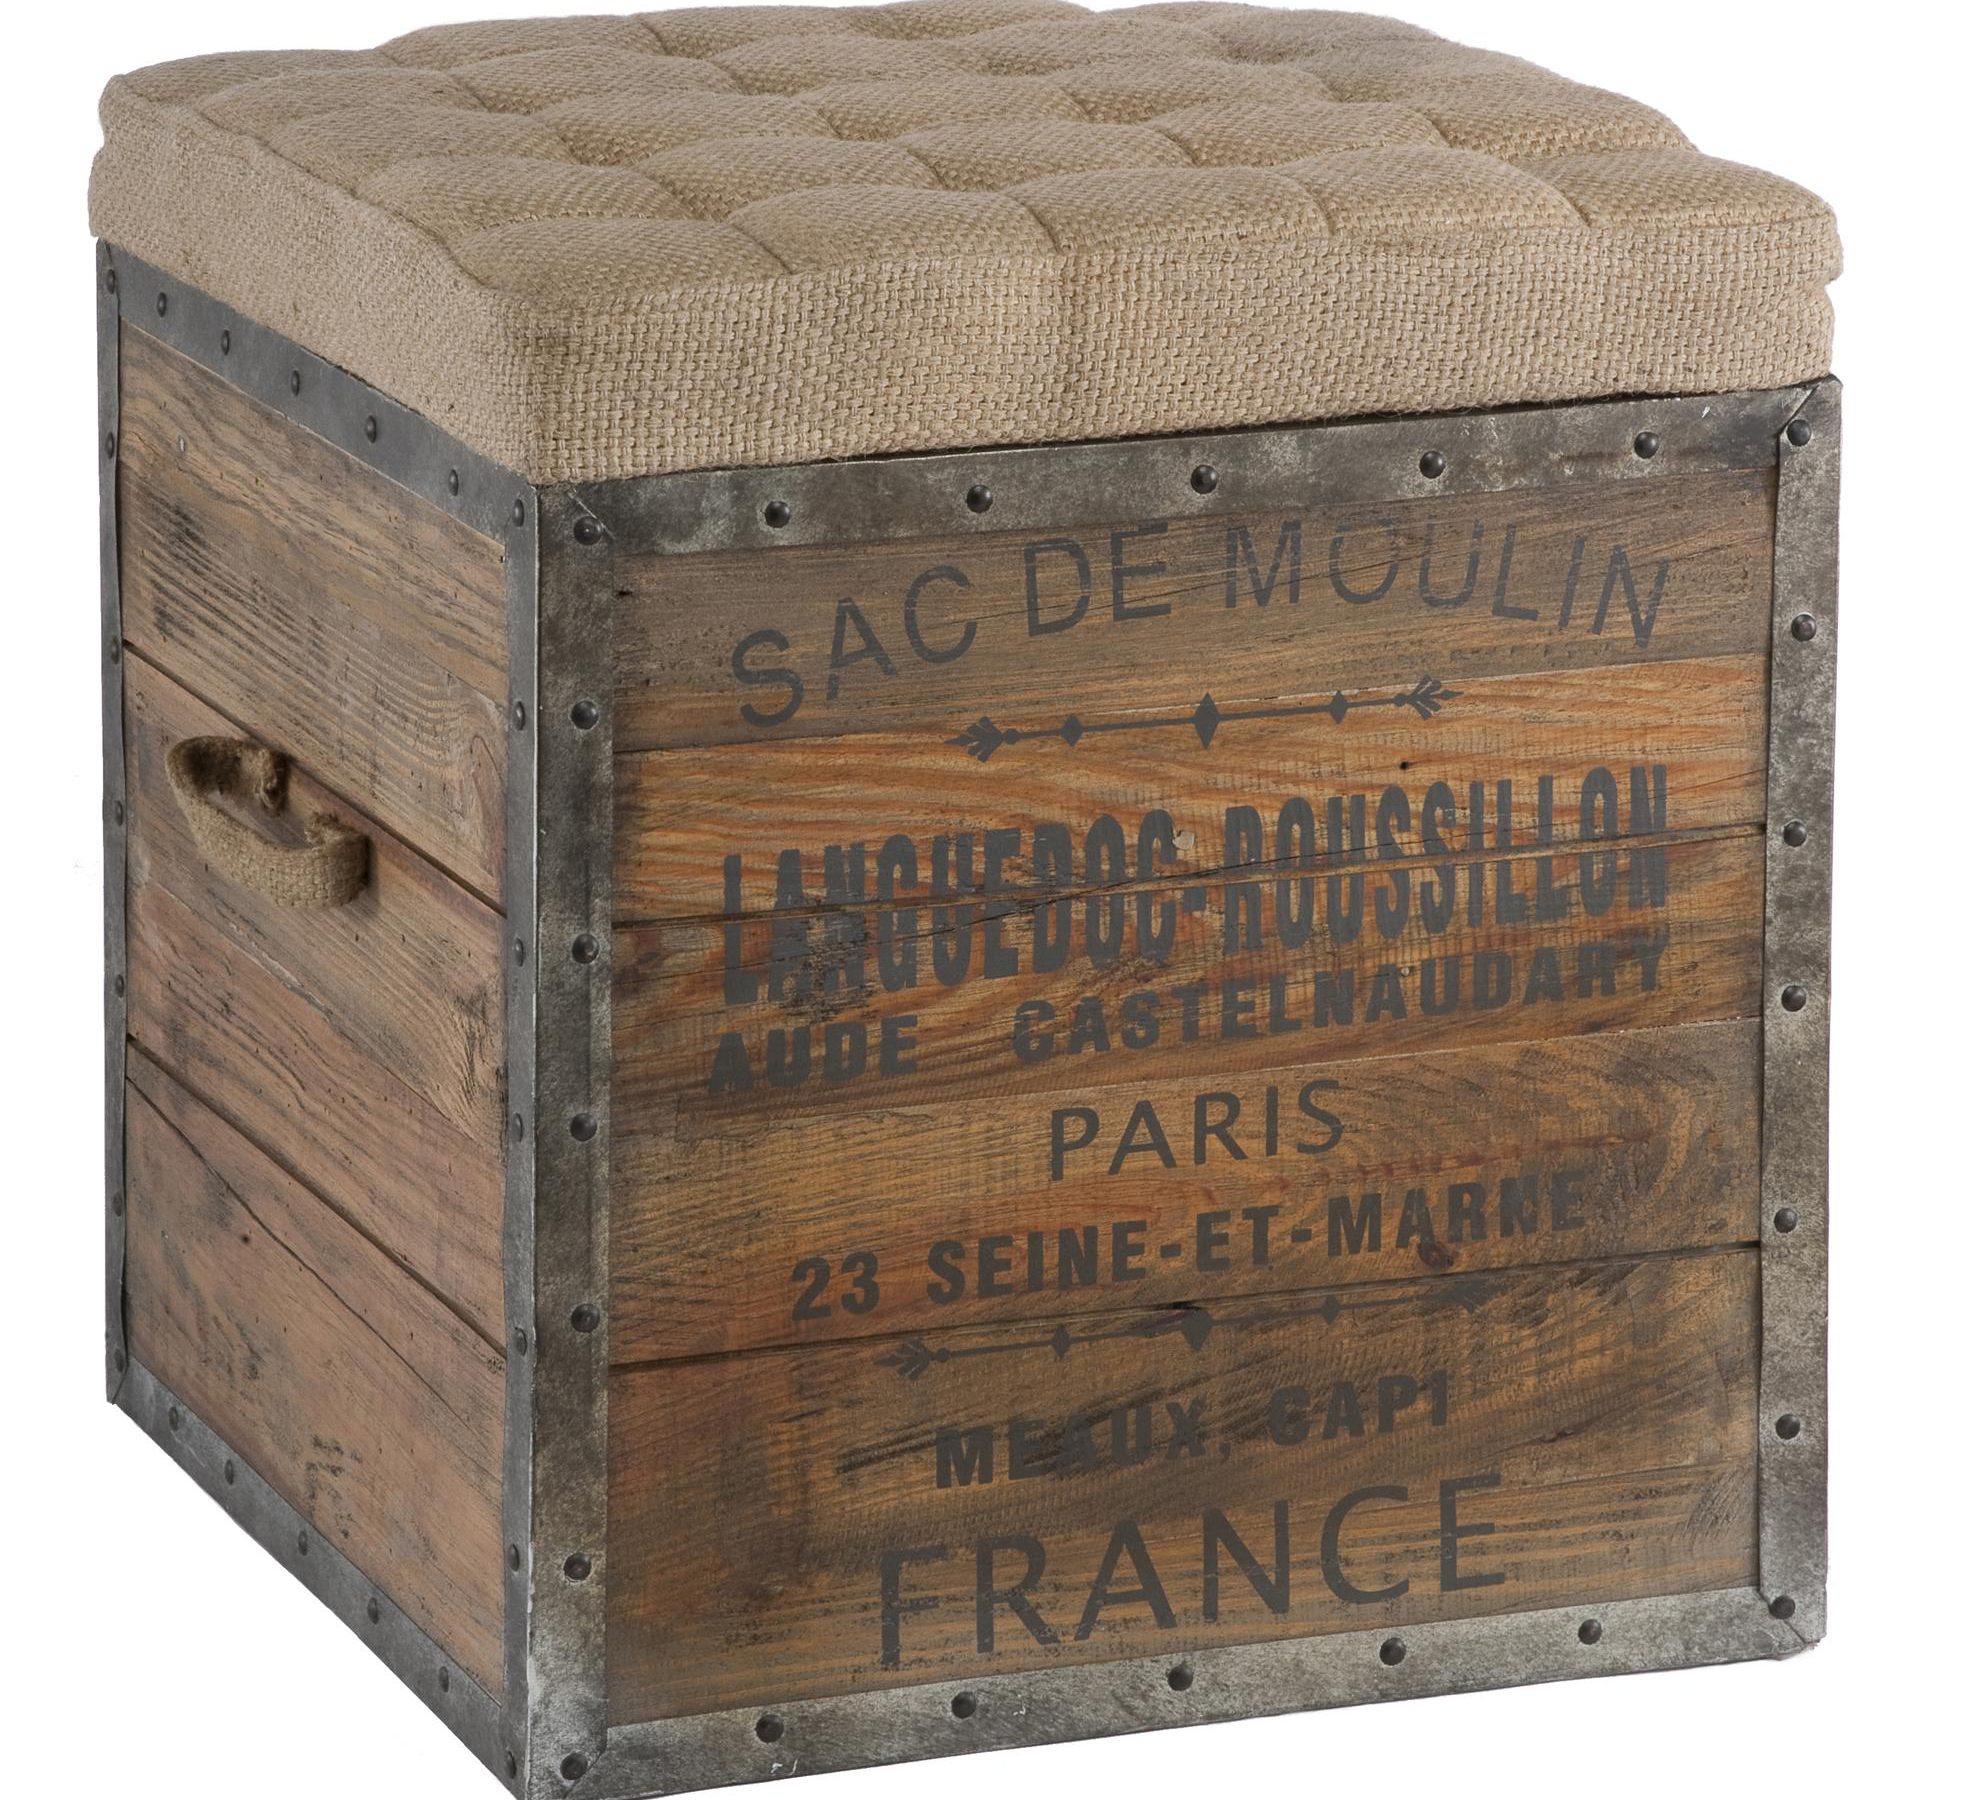 SAC DE MOULIN
LANGUEDOC-ROUSSILLON
AUDE CASTELNAUDARY
PARIS
23 SEINE-ET-MARNE
MEAUX, CAP1
FRANCE